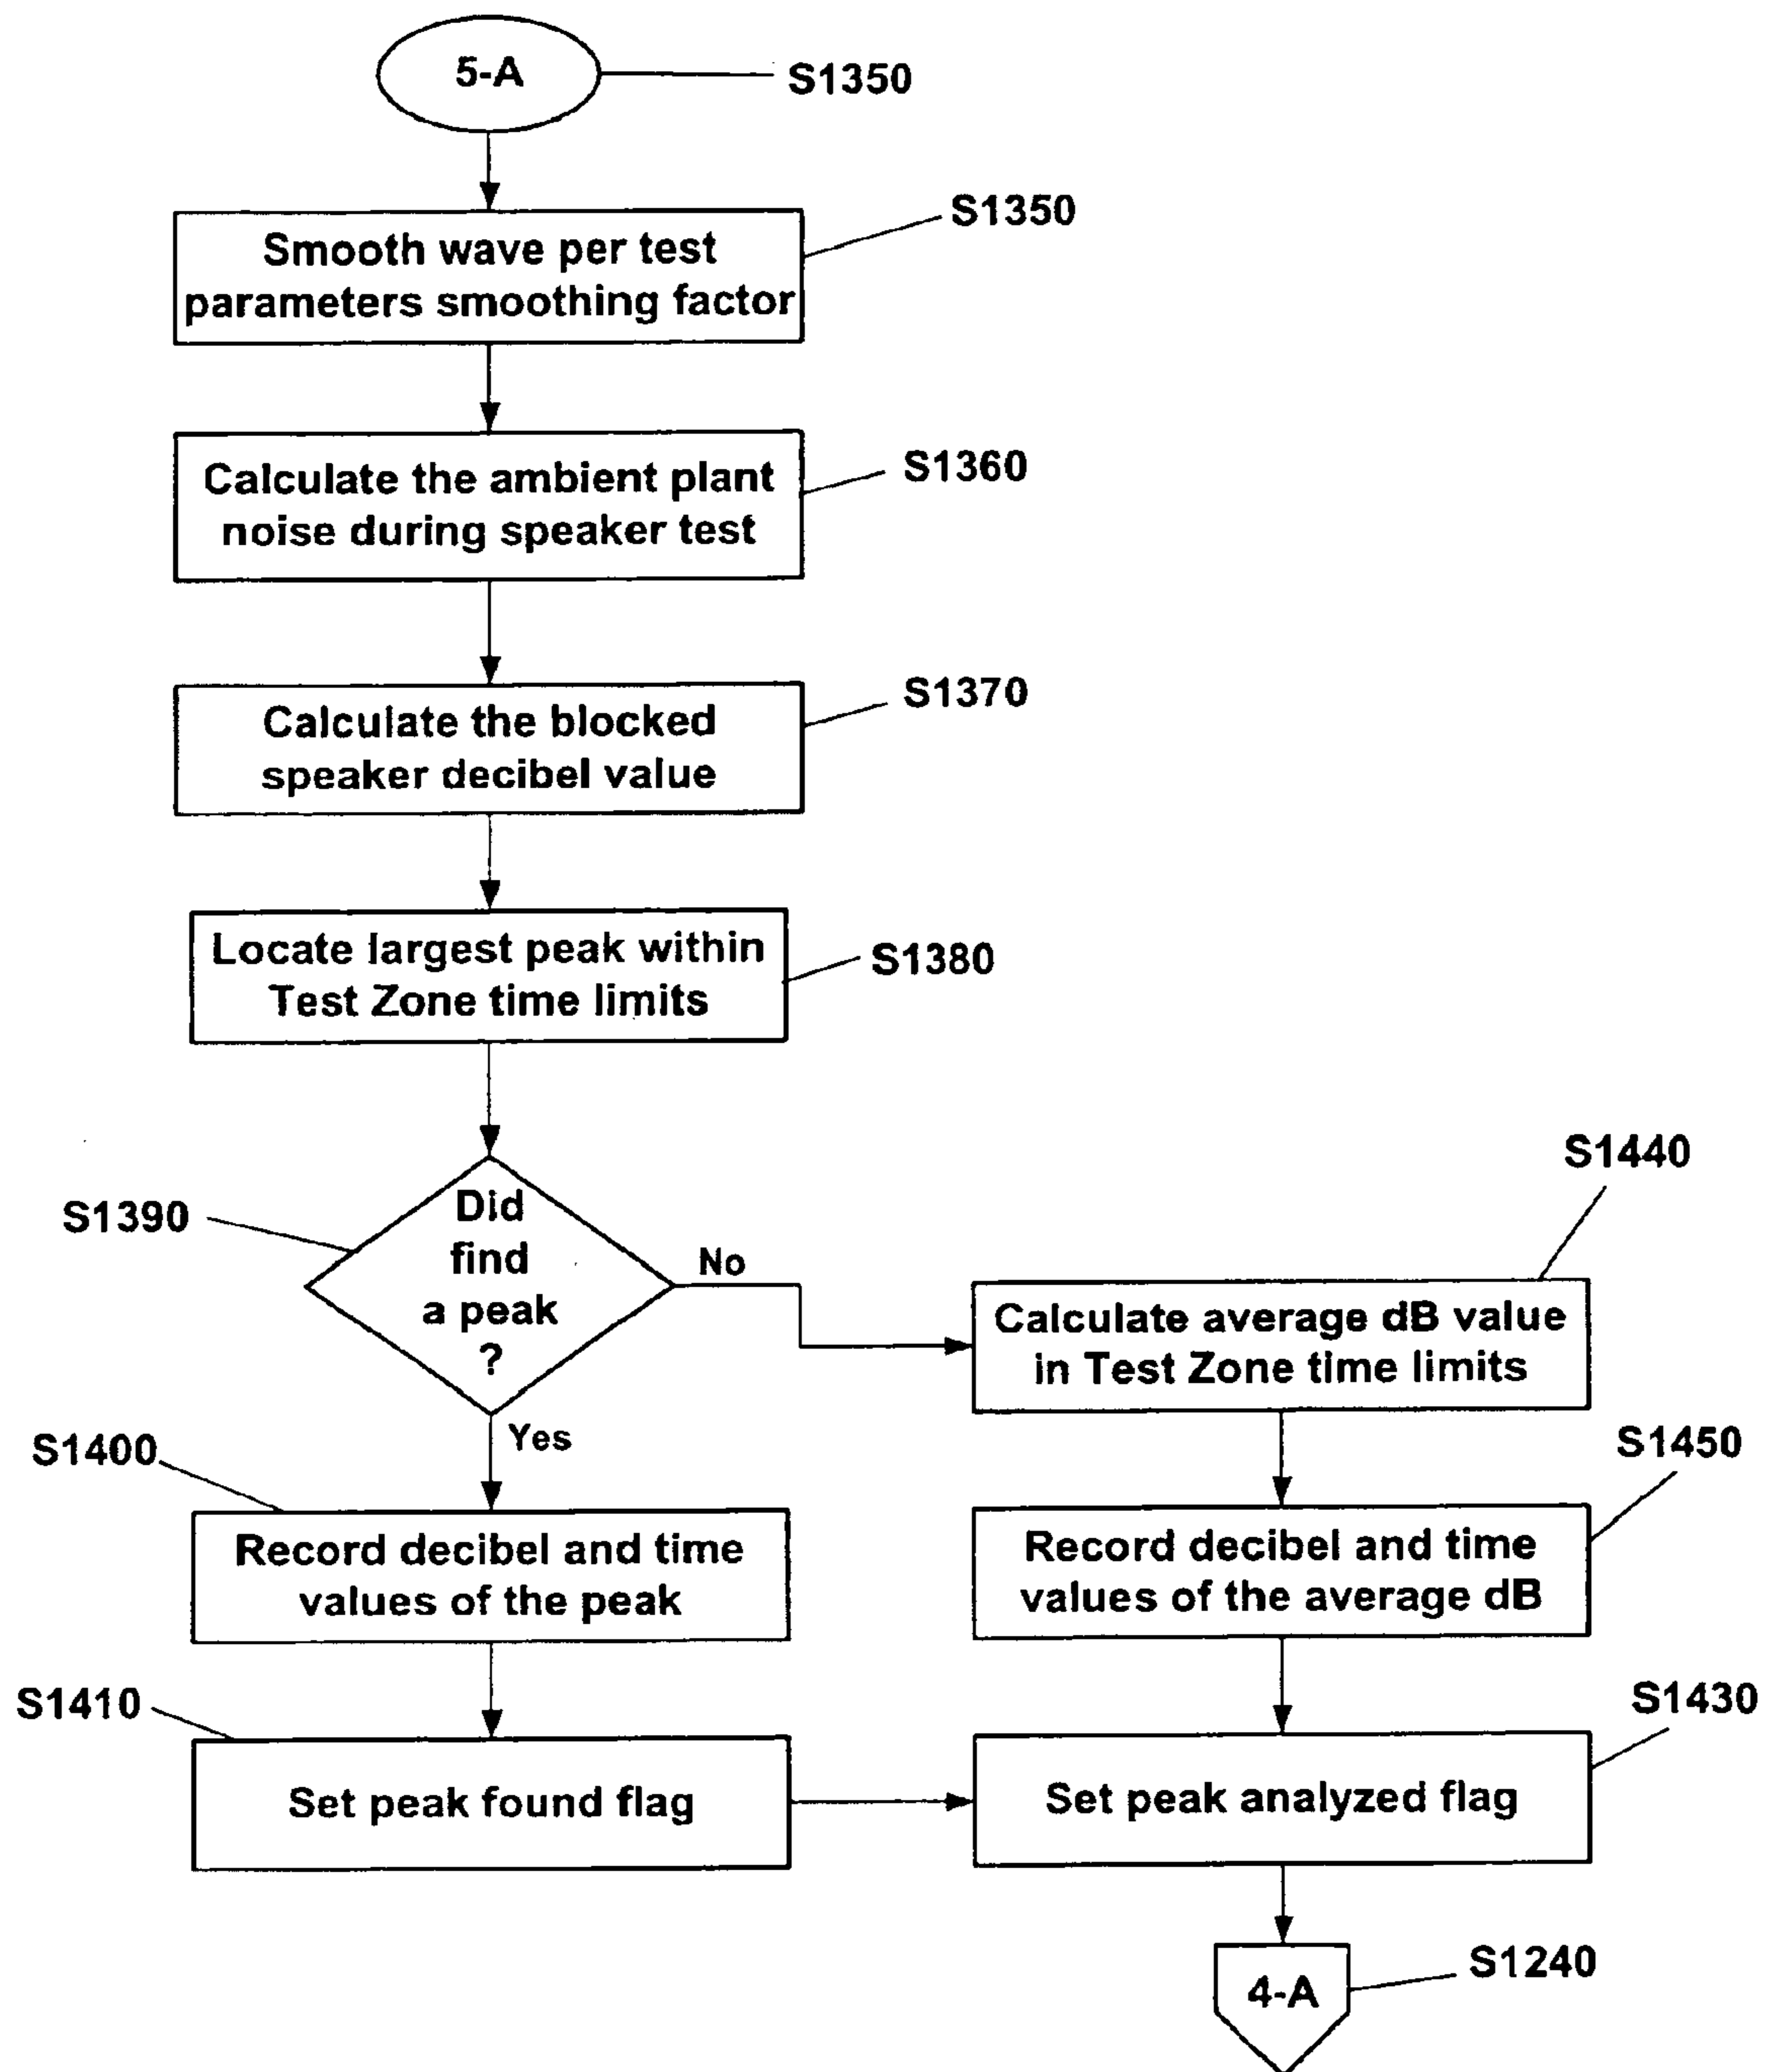 5-A
S1350
Smooth wave per test
parameters smoothing factor
S1350
Calculate the ambient plant
noise during speaker test
S1360
Calculate the blocked
speaker decibel value
S1370
Locate largest peak within
Test Zone time limits
S1380
S1390
Did
find
a peak
?
No
Yes
S1440
Calculate average dB value
in Test Zone time limits
S1400
Record decibel and time
values of the peak
S1450
Record decibel and time
values of the average dB
S1410
Set peak found flag
S1430
Set peak analyzed flag
4-A
S1240